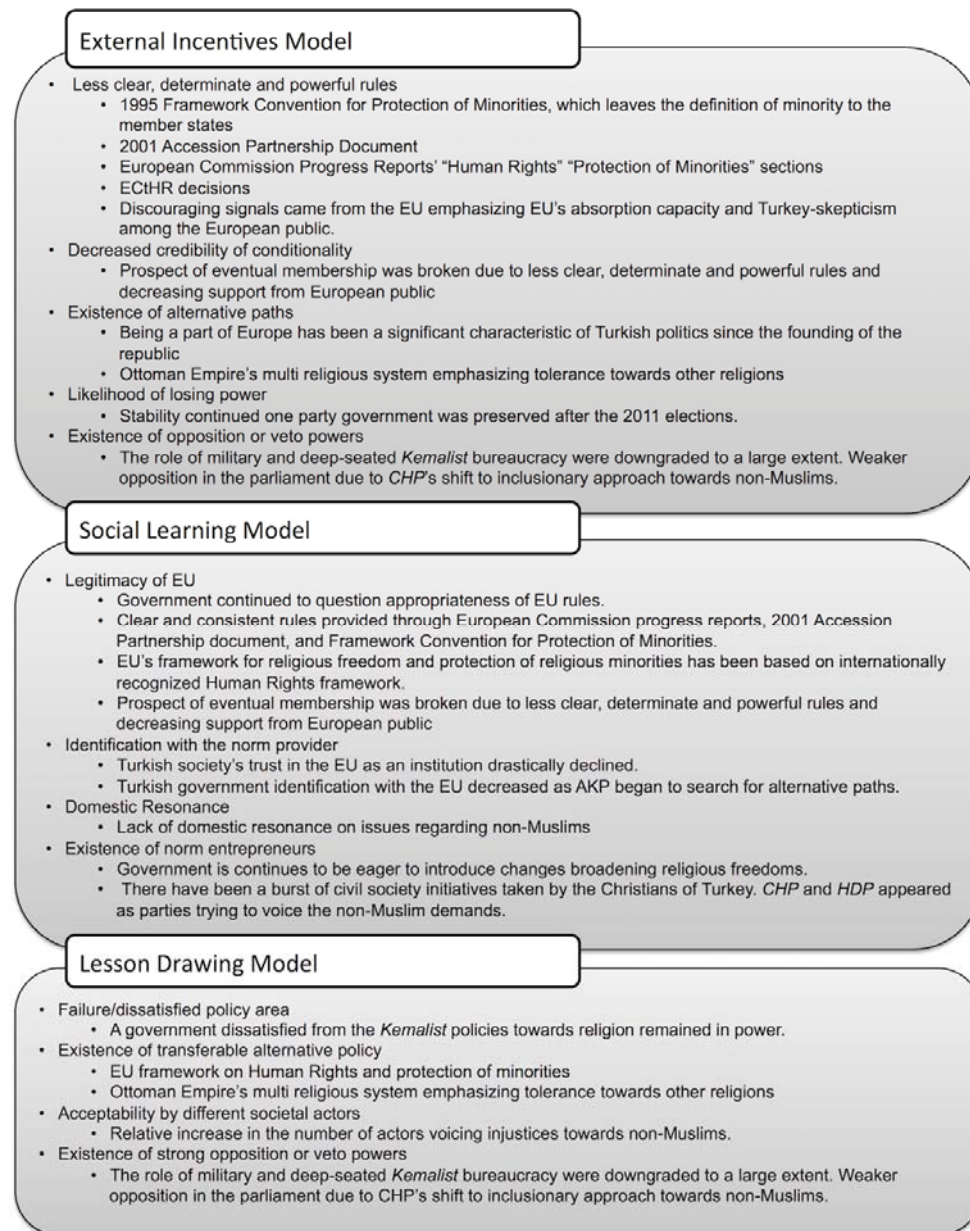 External Incentives Model
• Less clear, determinate and powerful rules
• 1995 Framework Convention for Protection of Minorities, which leaves the definition of minority to the
member states
• 2001 Accession Partnership Document
• European Commission Progress Reports' “Human Rights” “Protection of Minorities” sections
• ECtHR decisions
• Discouraging signals came from the EU emphasizing EU's absorption capacity and Turkey-skepticism
among the European public.
• Decreased credibility of conditionality
• Prospect of eventual membership was broken due to less clear, determinate and powerful rules and
decreasing support from European public
• Existence of alternative paths
• Being a part of Europe has been a significant characteristic of Turkish politics since the founding of the
republic
• Ottoman Empire's multi religious system emphasizing tolerance towards other religions
• Likelihood of losing power
• Stability continued one party government was preserved after the 2011 elections.
• Existence of opposition or veto powers
• The role of military and deep-seated Kemalist bureaucracy were downgraded to a large extent. Weaker
opposition in the parliament due to CHP's shift to inclusionary approach towards non-Muslims.
Social Learning Model
• Legitimacy of EU
• Government continued to question appropriateness of EU rules.
• Clear and consistent rules provided through European Commission progress reports, 2001 Accession
Partnership document, and Framework Convention for Protection of Minorities.
• EU's framework for religious freedom and protection of religious minorities has been based on internationally
recognized Human Rights framework.
• Prospect of eventual membership was broken due to less clear, determinate and powerful rules and
decreasing support from European public
• Identification with the norm provider
• Turkish society's trust in the EU as an institution drastically declined.
• Turkish government identification with the EU decreased as AKP began to search for alternative paths.
• Domestic Resonance
• Lack of domestic resonance on issues regarding non-Muslims
• Existence of norm entrepreneurs
• Government is continues to be eager to introduce changes broadening religious freedoms.
• There have been a burst of civil society initiatives taken by the Christians of Turkey. CHP and HDP appeared
as parties trying to voice the non-Muslim demands.
Lesson Drawing Model
• Failure/dissatisfied policy area
• A government dissatisfied from the Kemalist policies towards religion remained in power.
• Existence of transferable alternative policy
• EU framework on Human Rights and protection of minorities
• Ottoman Empire's multi religious system emphasizing tolerance towards other religions
• Acceptability by different societal actors
• Relative increase in the number of actors voicing injustices towards non-Muslims.
• Existence of strong opposition or veto powers
• The role of military and deep-seated Kemalist bureaucracy were downgraded to a large extent. Weaker
opposition in the parliament due to CHP's shift to inclusionary approach towards non-Muslims.